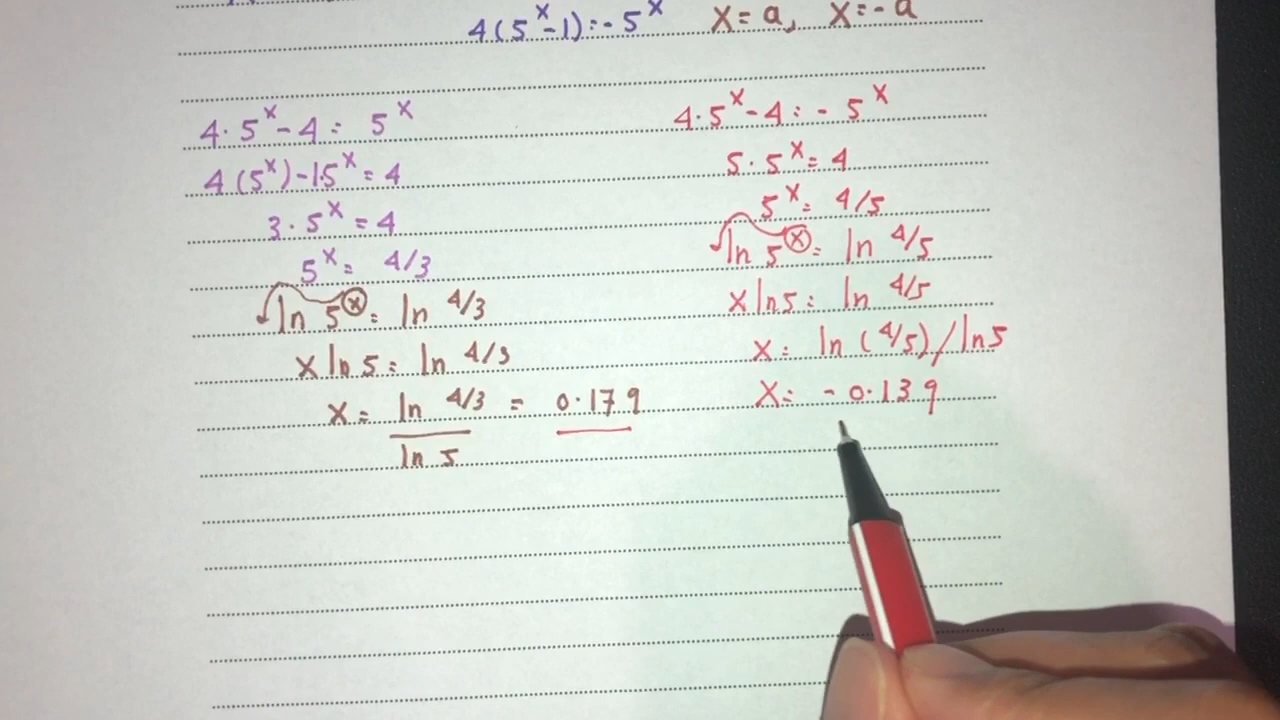 4(5^x-1)=-5^x x=a, x=-a
4·5^x-4= 5^x
4(5^x)-1·5^x=4
3·5^x=4
5^x= 4/3
ln 5^x= ln 4/3
x ln 5= ln 4/3
x= ln 4/3 / ln 5 = 0.179
4·5^x-4=-5^x
5·5^x=4
5^x= 4/5
ln 5^x= ln 4/5
x ln 5= ln 4/5
x= ln (4/5)/ln 5
x= -0.139